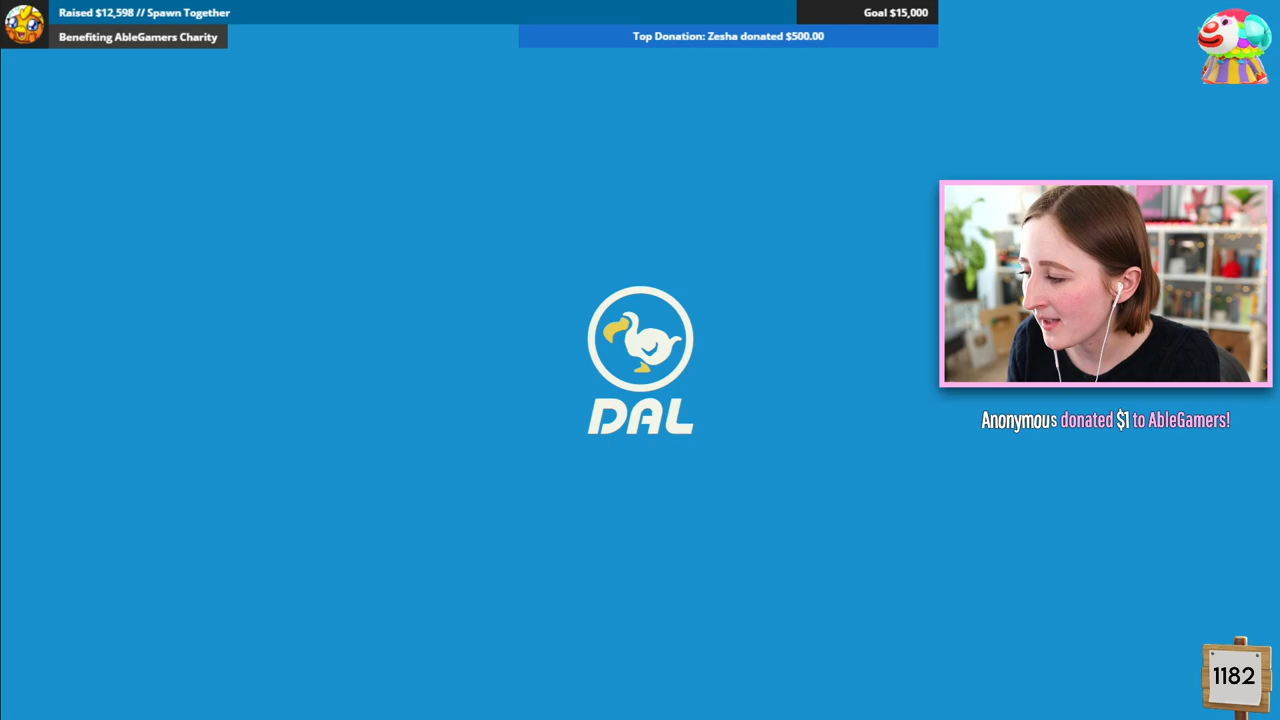 Raised $12,598 // Spawn Together
Goal $15,000
Benefiting AbleGamers Charity
Top Donation: Zesha donated $500.00
DAL
Anonymous donated $1 to AbleGamers!
1182